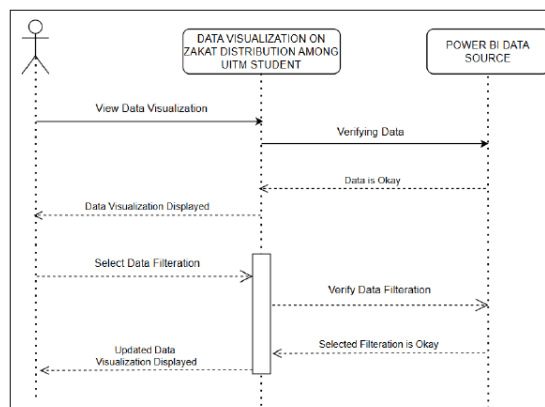 DATA VISUALIZATION ON
ZAKAT DISTRIBUTION AMONG
UITM STUDENT
POWER BI DATA
SOURCE
View Data Visualization
Verifying Data
Data is Okay
Data Visualization Displayed
Select Data Filteration
Verify Data Filteration
Selected Filteration is Okay
Updated Data
Visualization Displayed